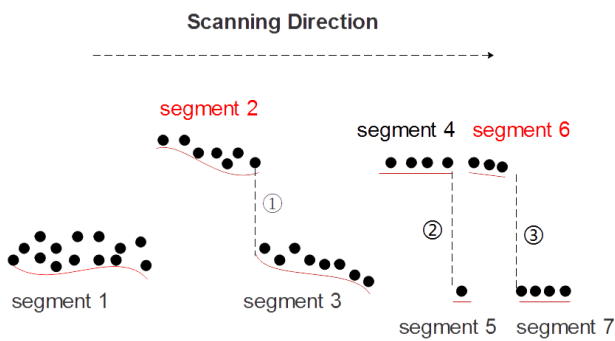 Scanning Direction
segment 2
segment 4
segment 6
①
②
③
segment 1
segment 3
segment 5
segment 7